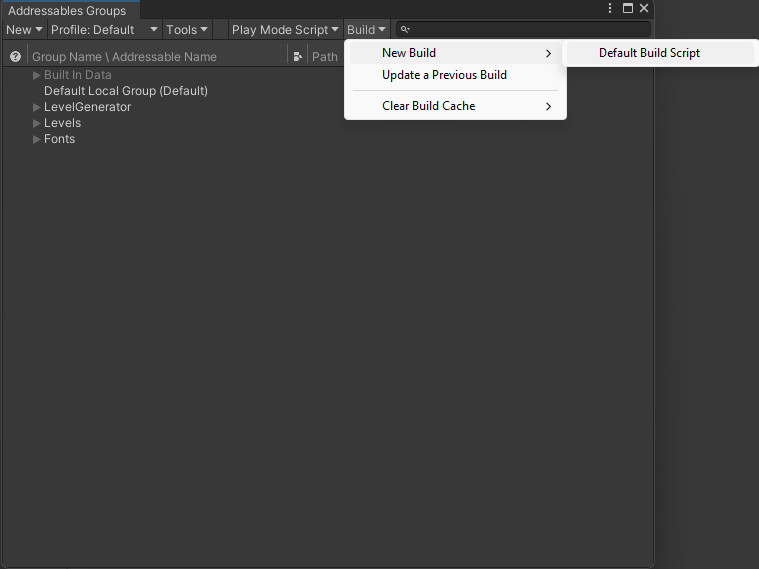 Addressables Groups
New Profile: Default Tools Play Mode Script Build
Group Name \ Addressable Name Path
New Build Default Build Script
Built In Data Update a Previous Build
Default Local Group (Default)
LevelGenerator Clear Build Cache
Levels
Fonts